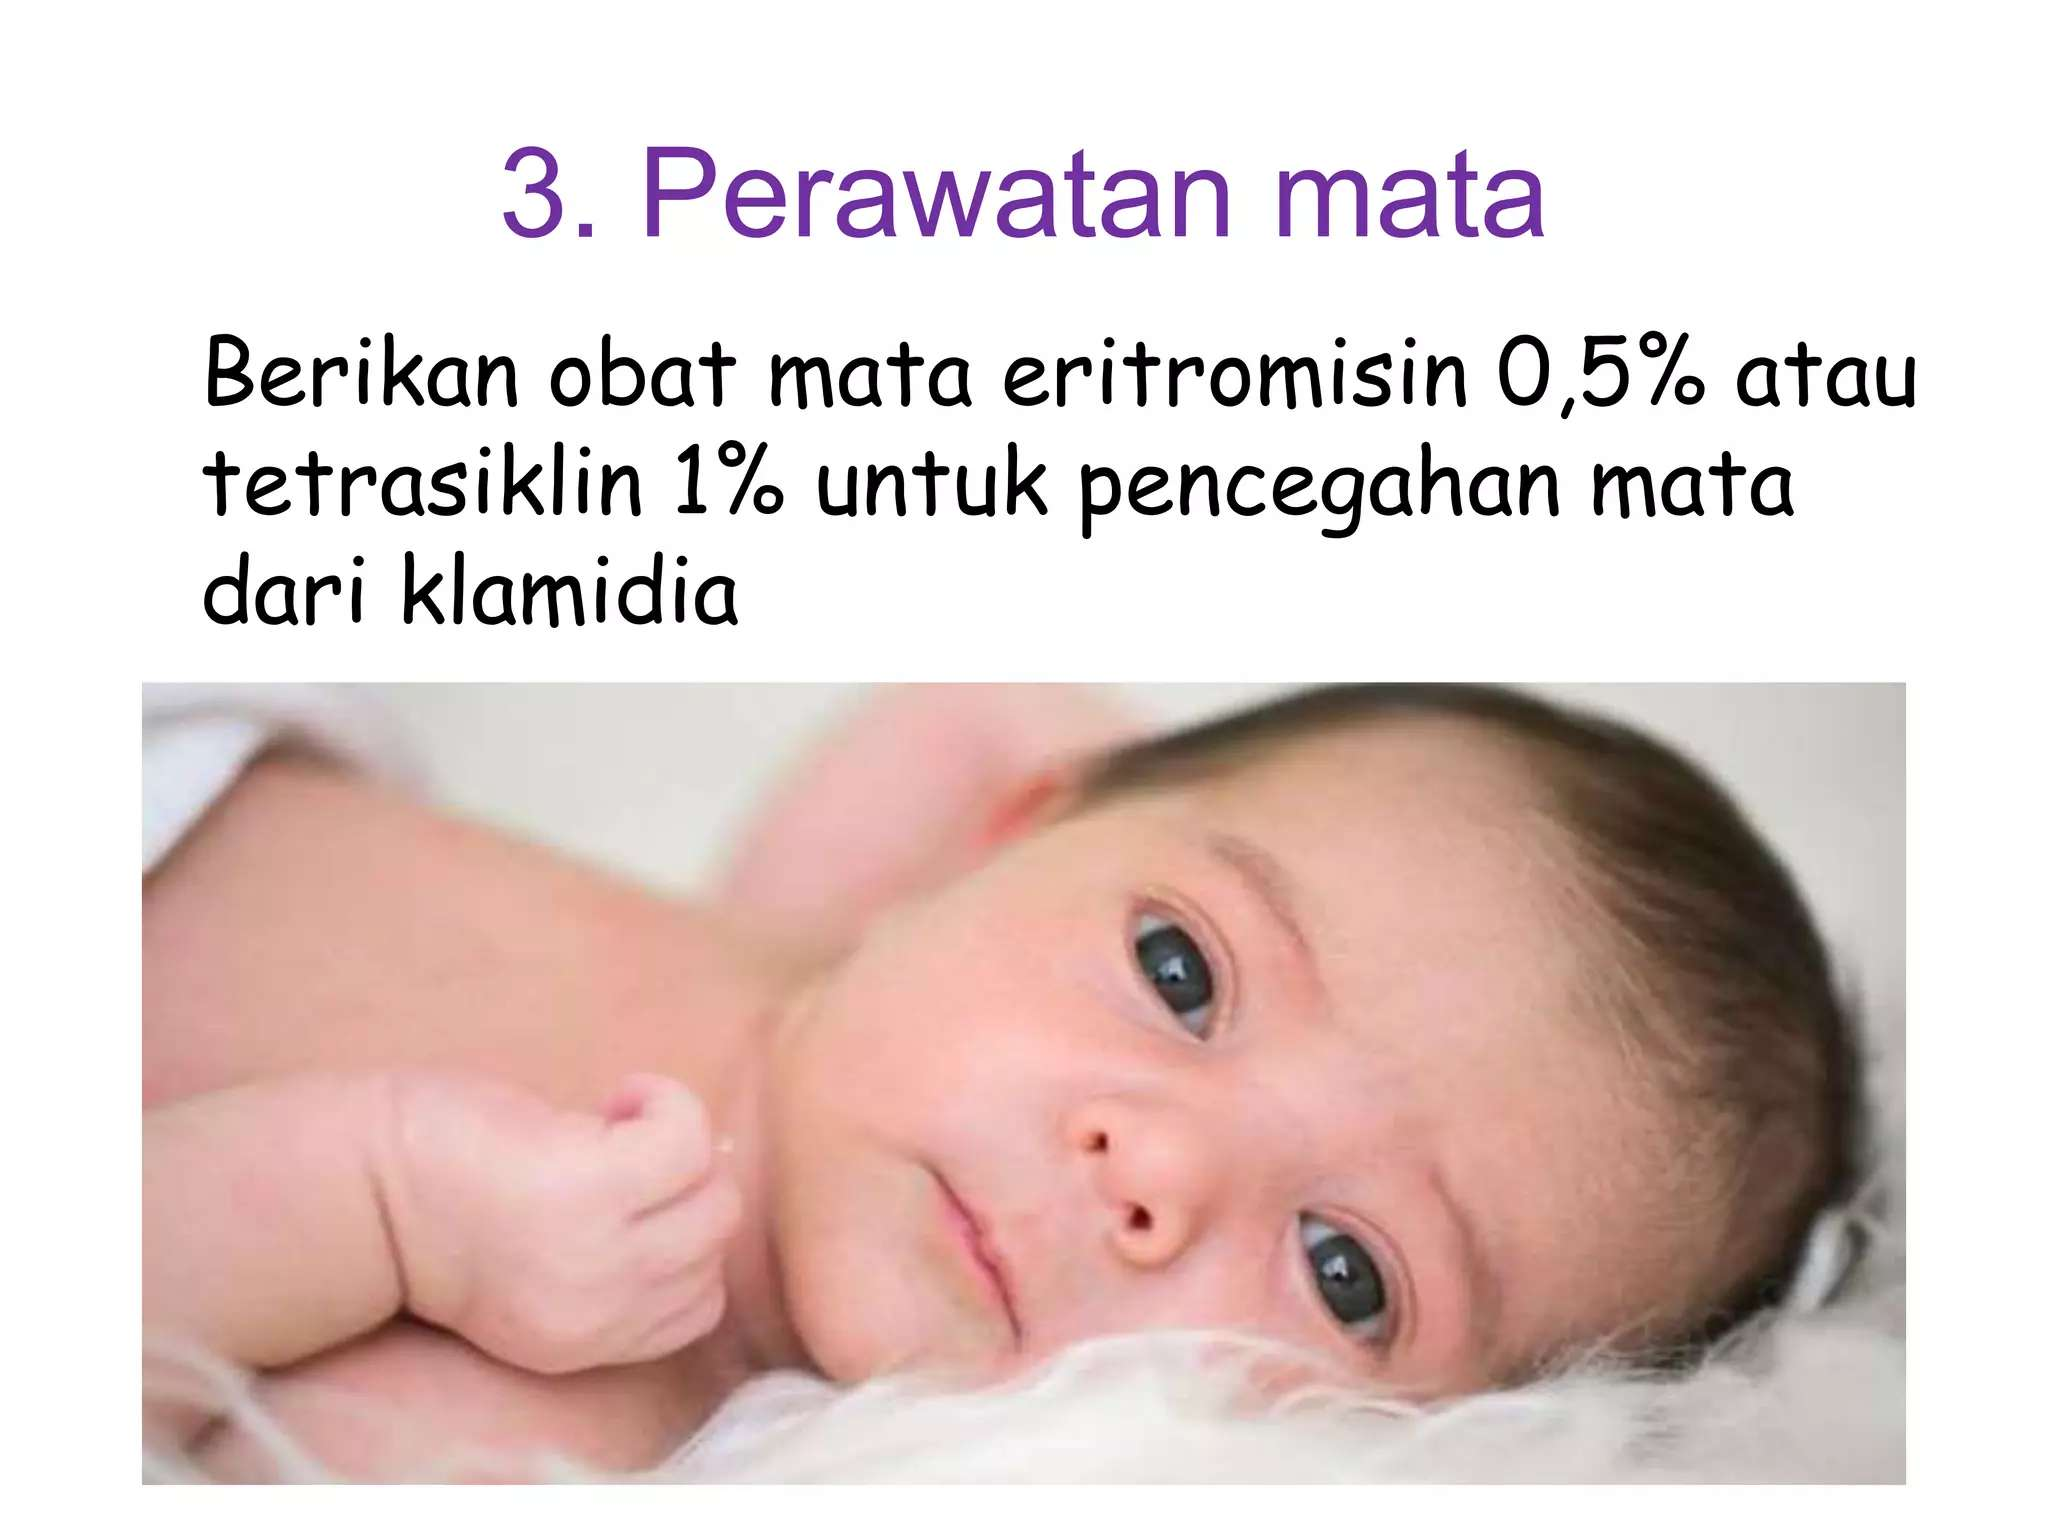 3. Perawatan mata
Berikan obat mata eritromisin 0,5% atau
tetrasiklin 1% untuk pencegahan mata
dari klamidia